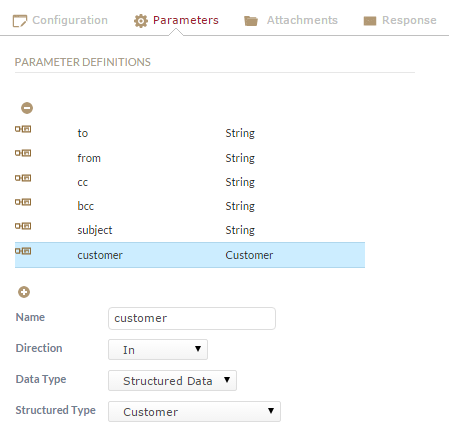 Configuration Parameters Attachments Response
PARAMETER DEFINITIONS
to String
from String
cc String
bcc String
subject String
customer Customer
Name customer
Direction In
Data Type Structured Data
Structured Type Customer